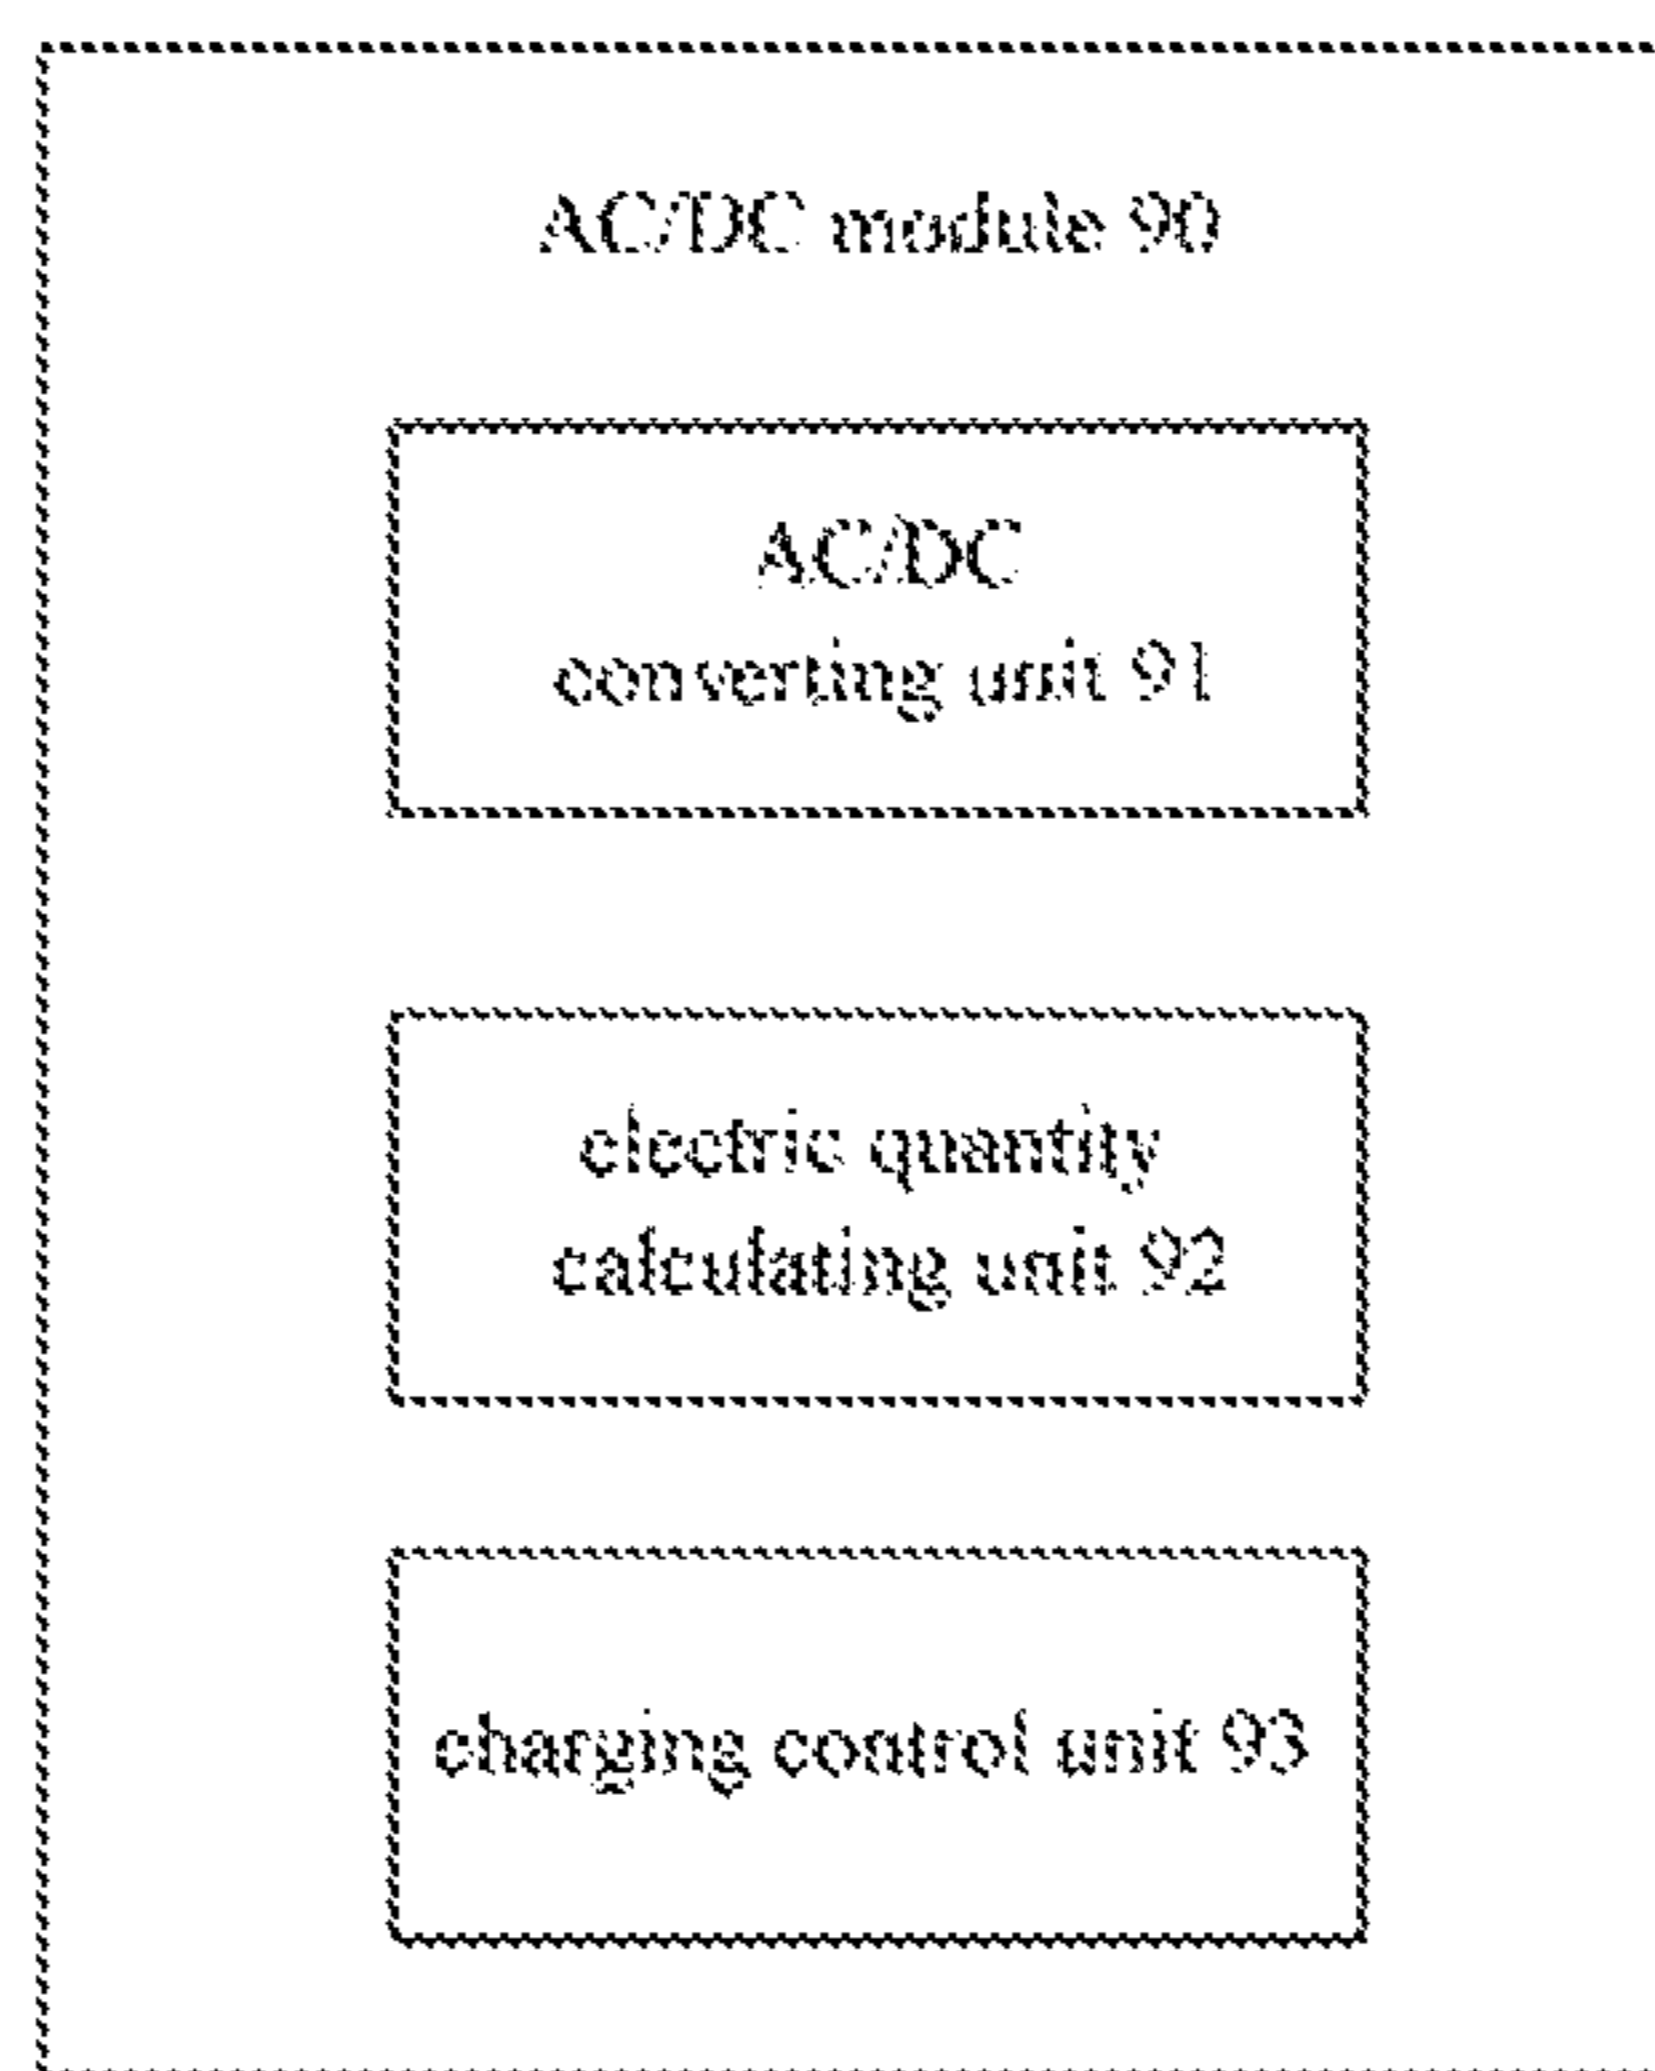 AC/DC module 90
AC/DC
converting unit 91
electric quantity
calculating unit 92
charging control unit 93